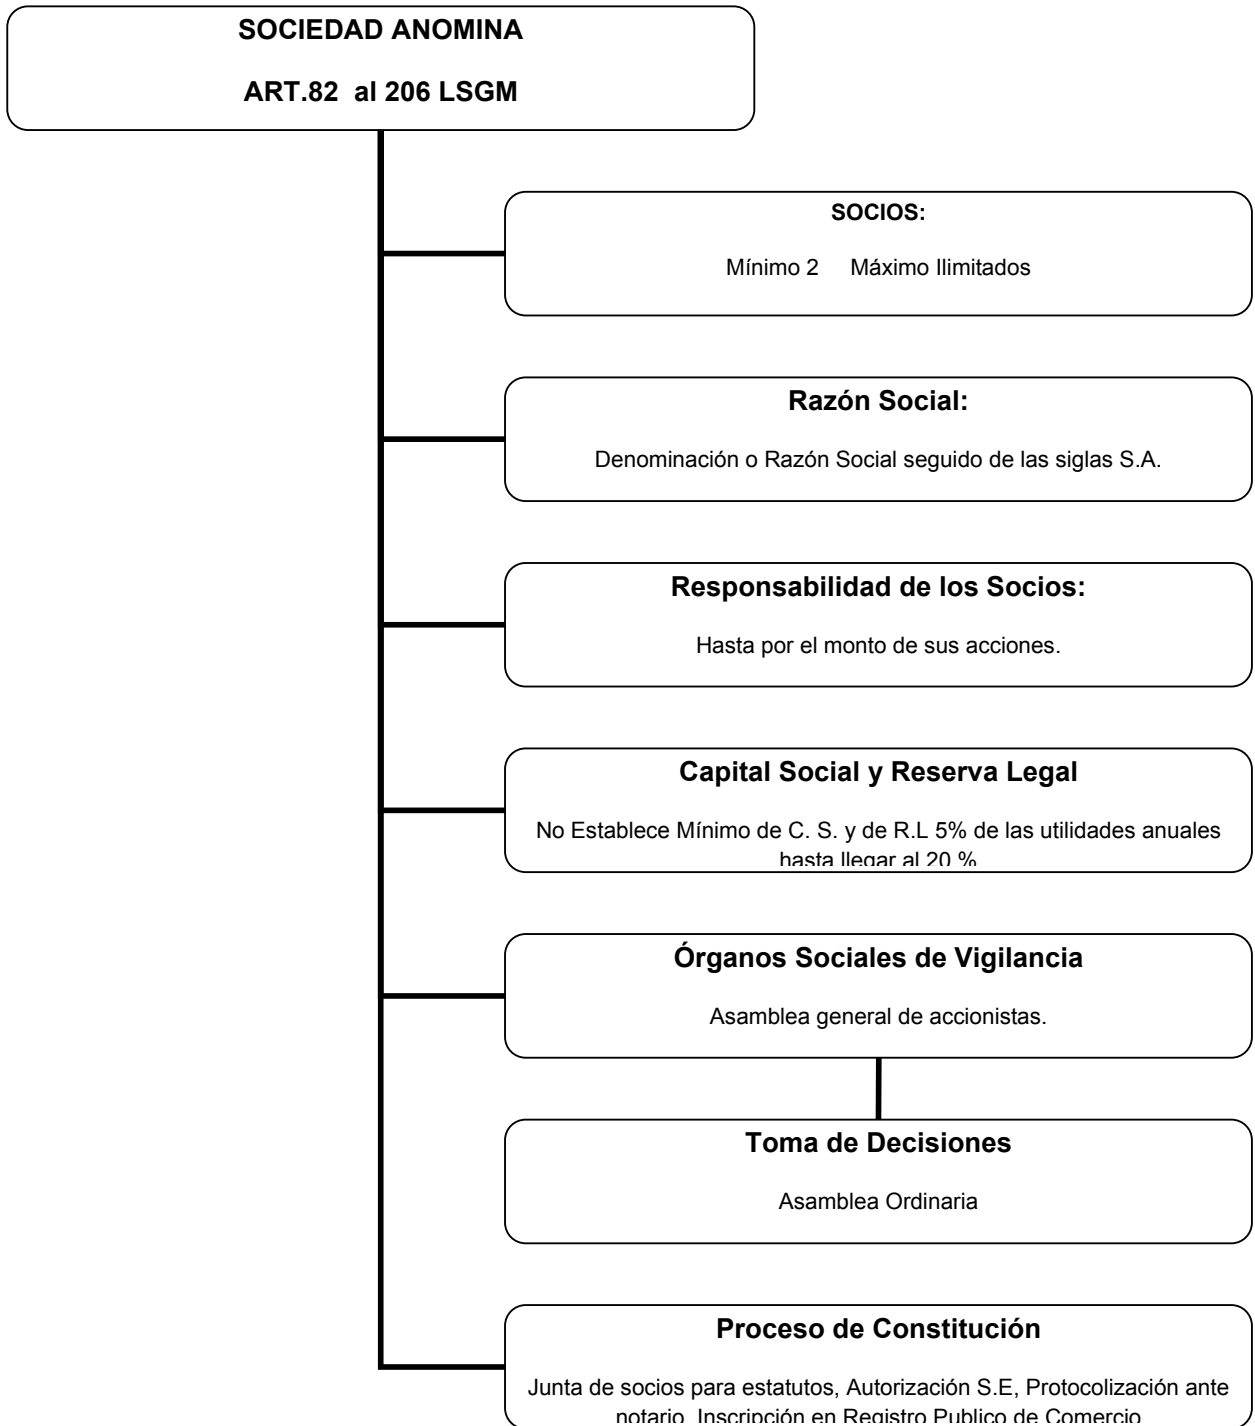 SOCIEDAD ANOMINA
ART.82 al 206 LSGM
SOCIOS:
Mínimo 2 Máximo Ilimitados
Razón Social:
Denominación o Razón Social seguido de las siglas S.A.
Responsabilidad de los Socios:
Hasta por el monto de sus acciones.
Capital Social y Reserva Legal
No Establece Mínimo de C. S. y de R.L 5% de las utilidades anuales
hasta llegar al 20 %
Órganos Sociales de Vigilancia
Asamblea general de accionistas.
Toma de Decisiones
Asamblea Ordinaria
Proceso de Constitución
Junta de socios para estatutos, Autorización S.E, Protocolización ante
notario, Inscripción en Registro Publico de Comercio